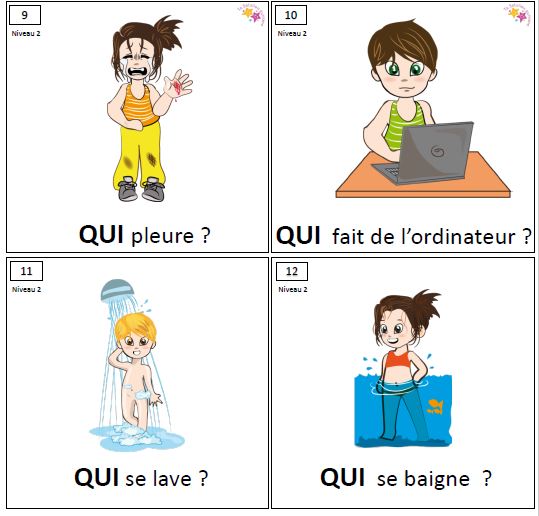 9
Niveau 2
QUI pleure ?
10
Niveau 2
QUI fait de l’ordinateur ?
11
Niveau 2
QUI se lave ?
12
Niveau 2
QUI se baigne ?